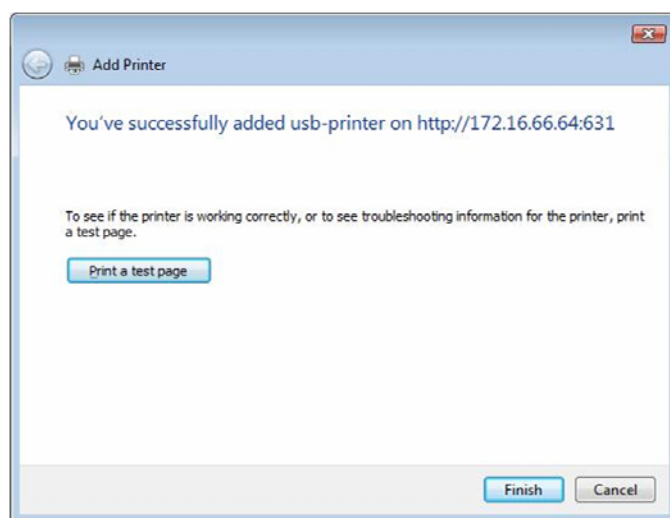 Add Printer
You've successfully added usb-printer on http://172.16.66.64:631
To see if the printer is working correctly, or to see troubleshooting information for the printer, print
a test page.
Print a test page
Finish Cancel